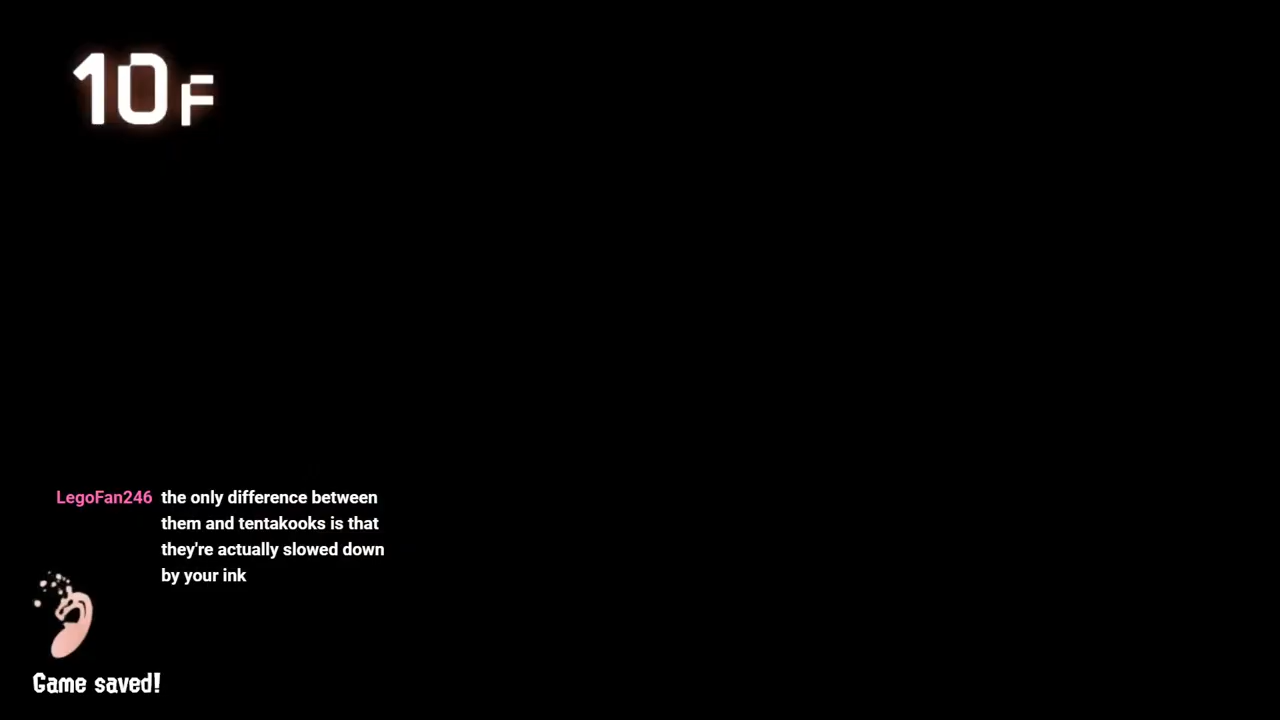 10F
LegoFan246 the only difference between
them and tentakooks is that
they're actually slowed down
by your ink
Game saved!